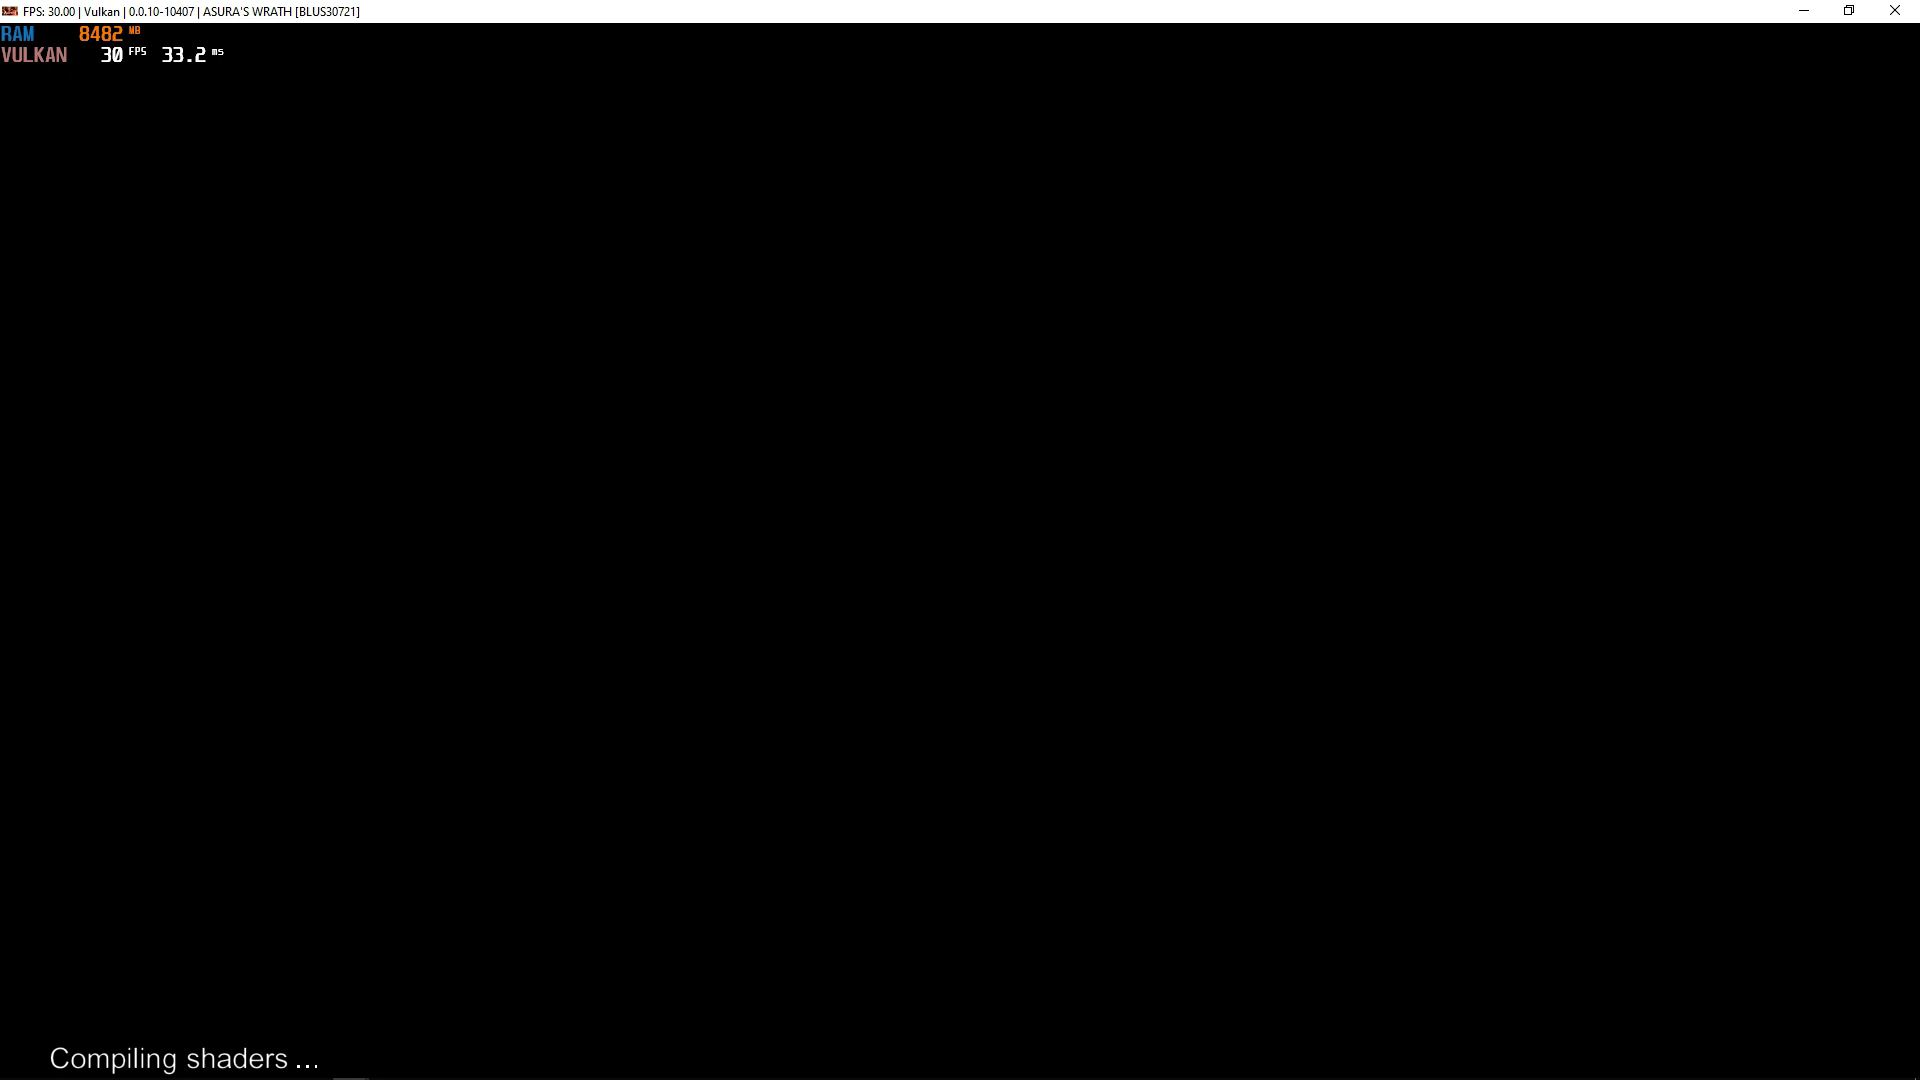 FPS: 30.00 | Vulkan | 0.0.10-10407 | ASURA'S WRATH [BLUS30721]
RAM 8482 MB
VULKAN 30 FPS 33.2 ms
Compiling shaders ...